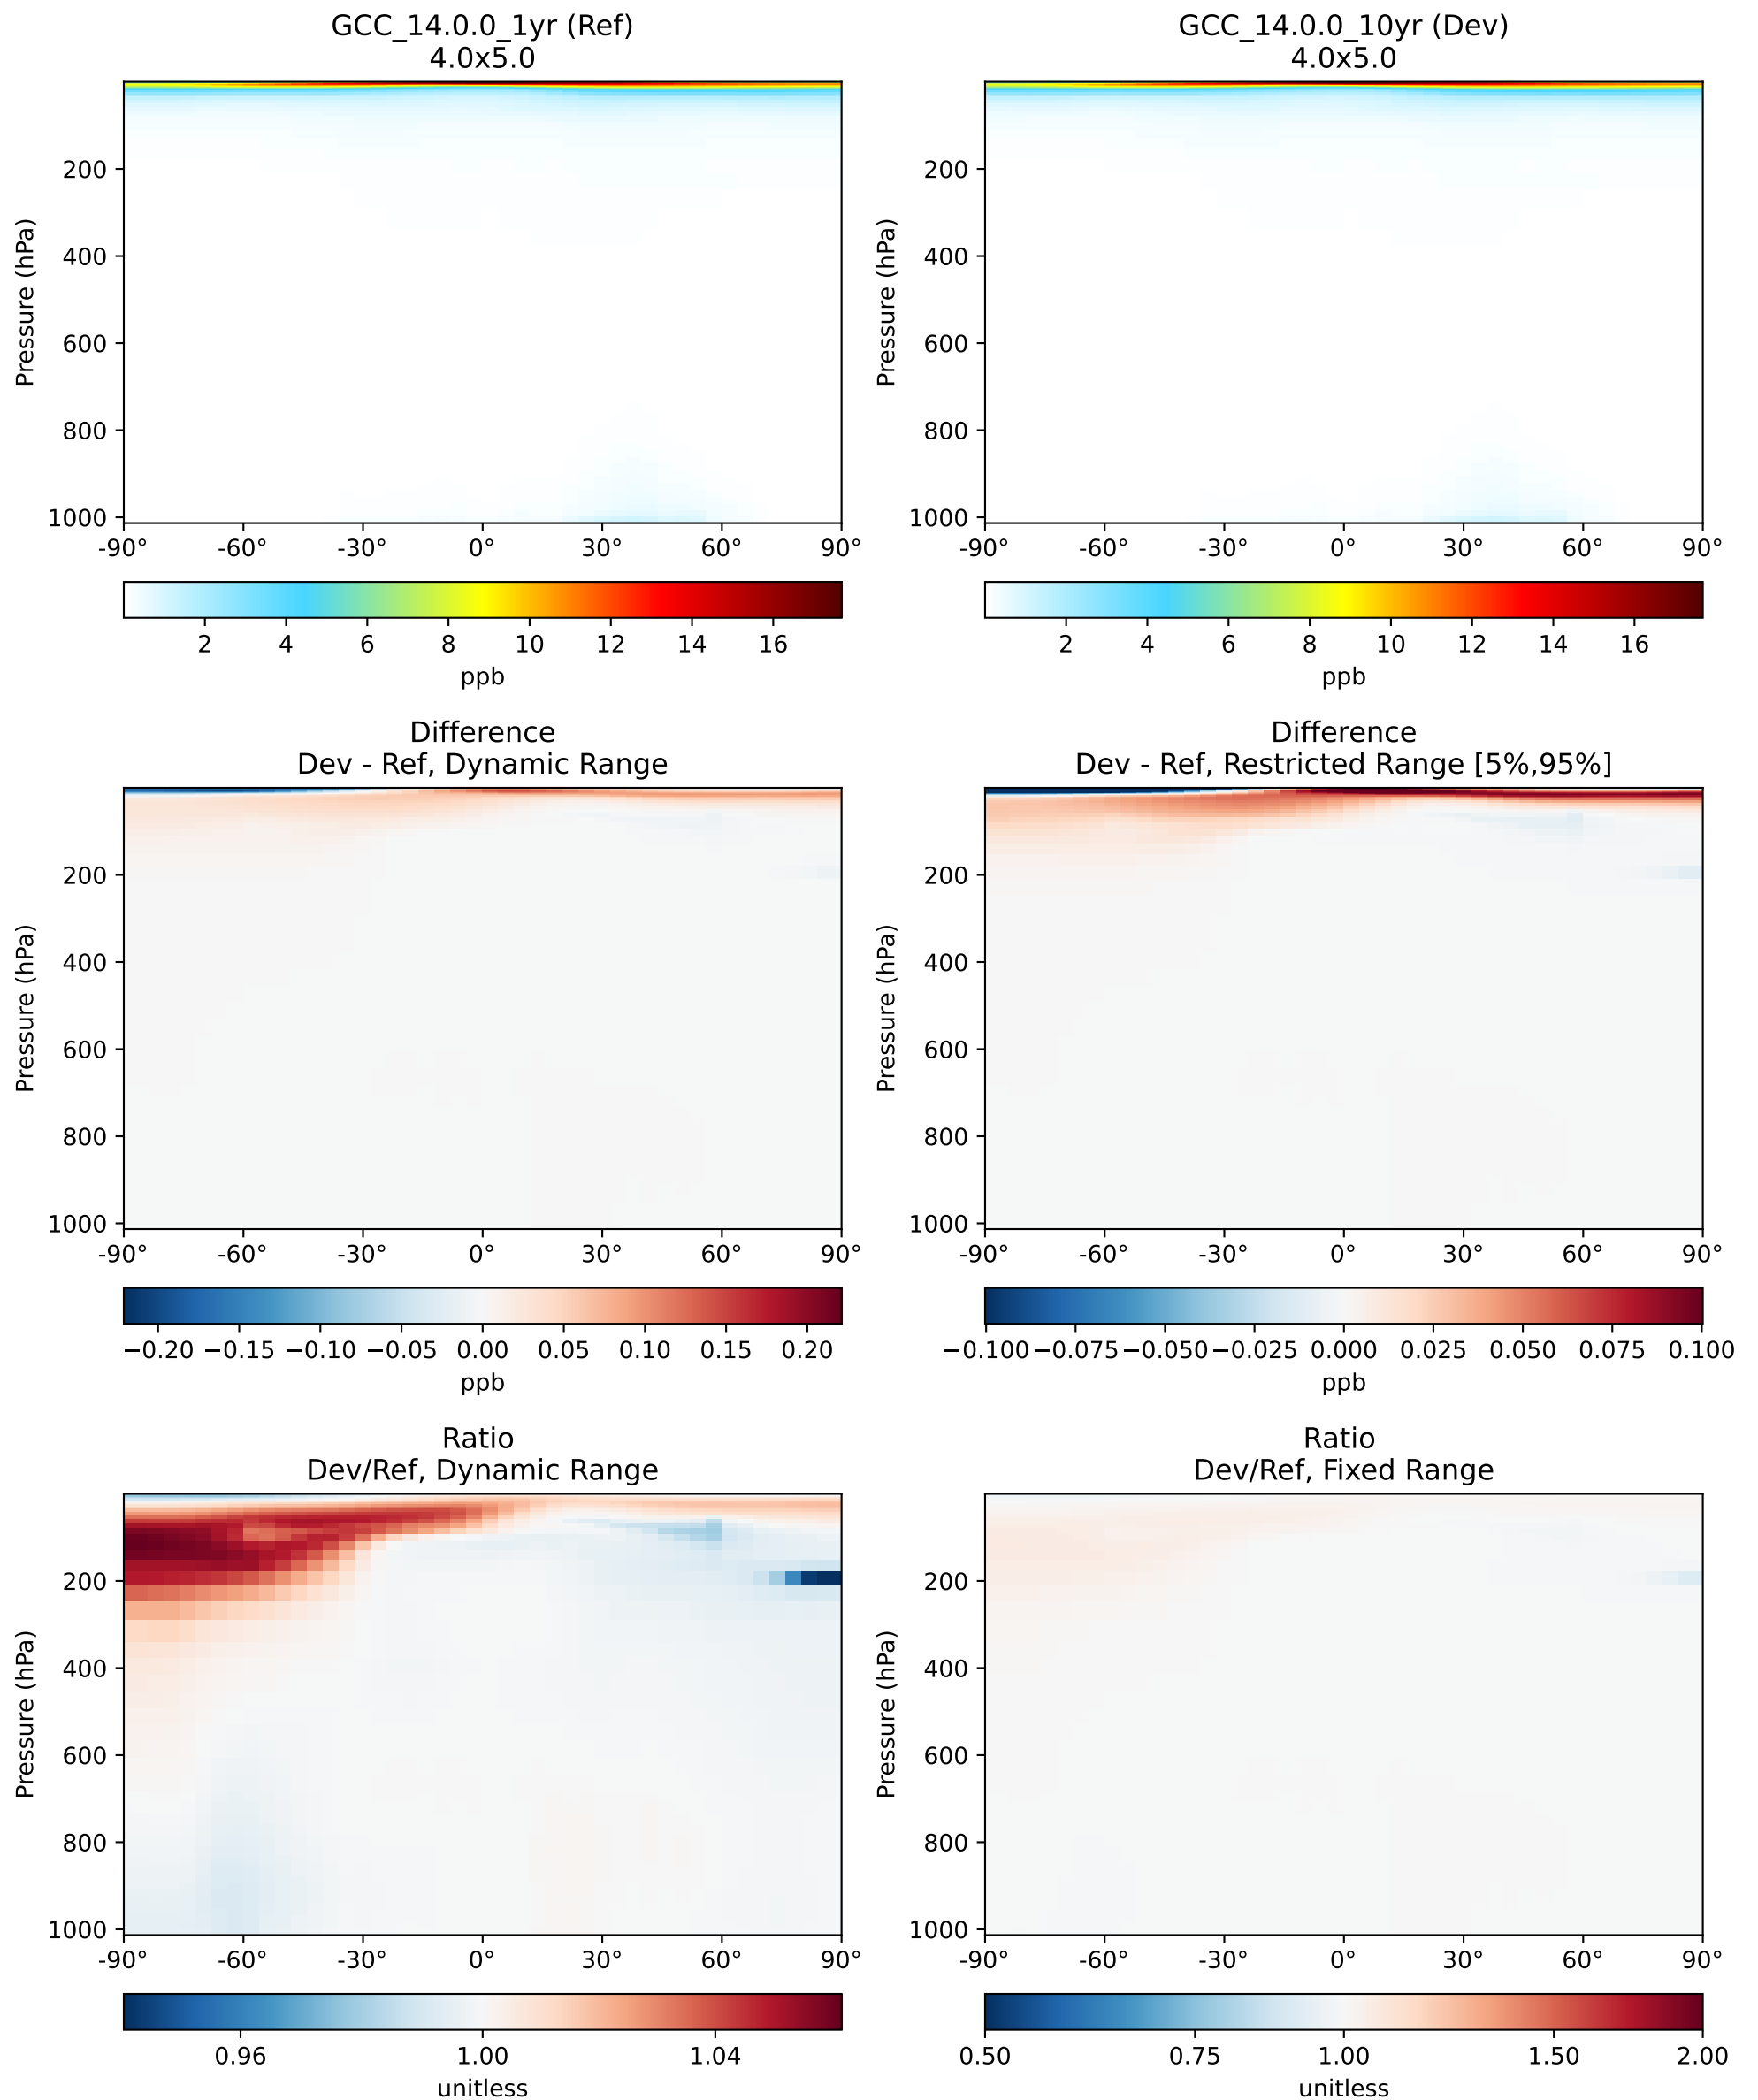 GCC_14.0.0_1yr (Ref)
4.0x5.0
Pressure (hPa)
200
400
600
800
1000
-90° -60° -30° 0° 30° 60° 90°
2 4 6 8 10 12 14 16
ppb
GCC_14.0.0_10yr (Dev)
4.0x5.0
Pressure (hPa)
200
400
600
800
1000
-90° -60° -30° 0° 30° 60° 90°
2 4 6 8 10 12 14 16
ppb
Difference
Dev - Ref, Dynamic Range
Pressure (hPa)
200
400
600
800
1000
-90° -60° -30° 0° 30° 60° 90°
−0.20 −0.15 −0.10 −0.05 0.00 0.05 0.10 0.15 0.20
ppb
Difference
Dev - Ref, Restricted Range [5%,95%]
Pressure (hPa)
200
400
600
800
1000
-90° -60° -30° 0° 30° 60° 90°
−0.100 −0.075 −0.050 −0.025 0.000 0.025 0.050 0.075 0.100
ppb
Ratio
Dev/Ref, Dynamic Range
Pressure (hPa)
200
400
600
800
1000
-90° -60° -30° 0° 30° 60° 90°
0.96 1.00 1.04
unitless
Ratio
Dev/Ref, Fixed Range
Pressure (hPa)
200
400
600
800
1000
-90° -60° -30° 0° 30° 60° 90°
0.50 0.75 1.00 1.50 2.00
unitless